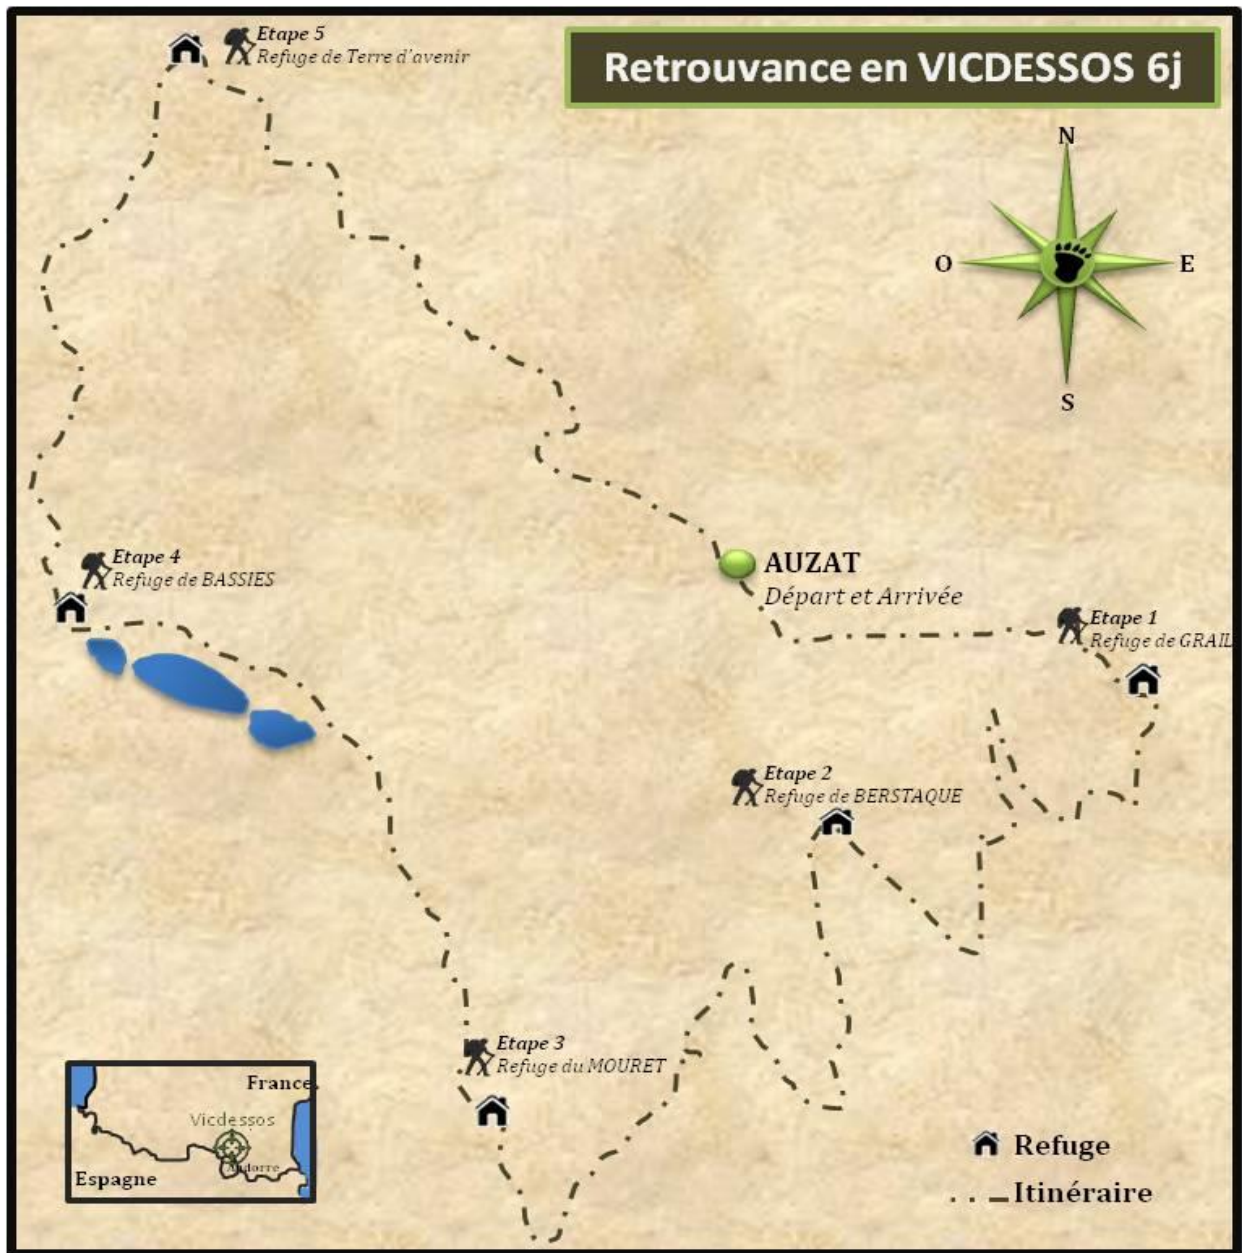 Etape 5
Refuge de Terre d'avenir
Retrouvance en VICDESSOS 6j
N
O
E
S
Etape 4
Refuge de BASSIES
AUZAT
Départ et Arrivée
Etape 1
Refuge de GRAIL
Etape 2
Refuge de BERSTAQUE
Etape 3
Refuge du MOURET
France
Vicdessos
Andorre
Espagne
Refuge
Itinéraire